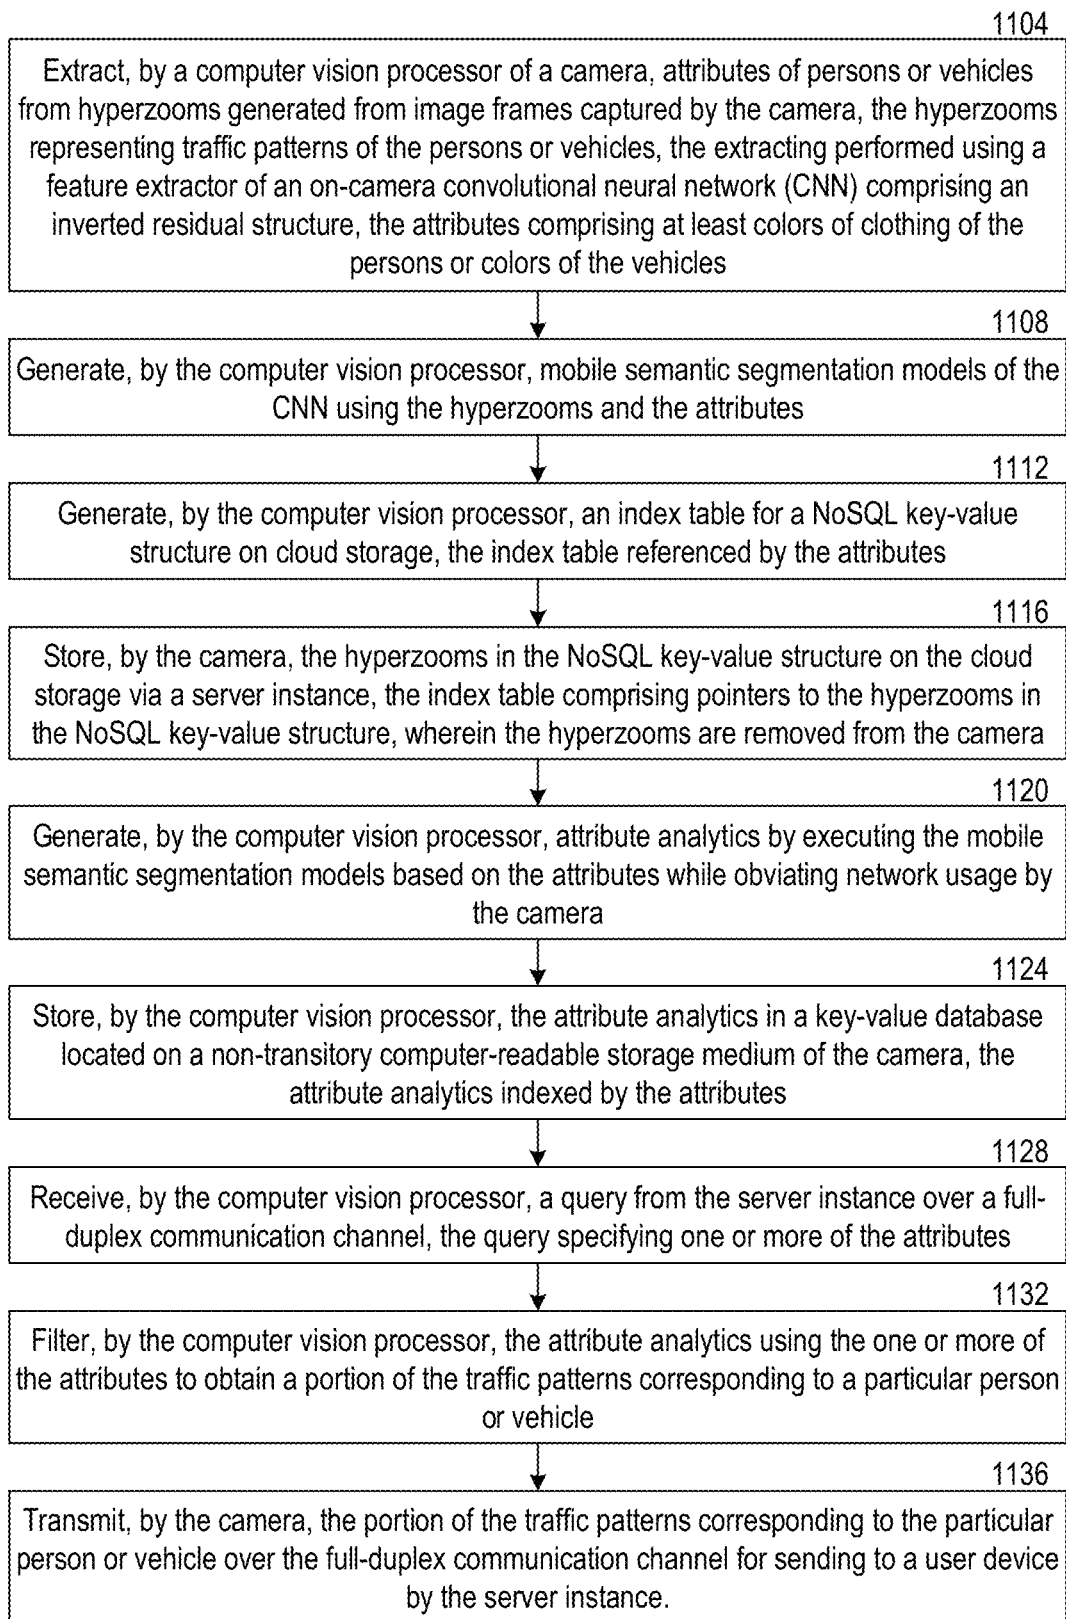 1104
Extract, by a computer vision processor of a camera, attributes of persons or vehicles
from hyperzooms generated from image frames captured by the camera, the hyperzooms
representing traffic patterns of the persons or vehicles, the extracting performed using a
feature extractor of an on-camera convolutional neural network (CNN) comprising an
inverted residual structure, the attributes comprising at least colors of clothing of the
persons or colors of the vehicles
1108
Generate, by the computer vision processor, mobile semantic segmentation models of the
CNN using the hyperzooms and the attributes
1112
Generate, by the computer vision processor, an index table for a NoSQL key-value
structure on cloud storage, the index table referenced by the attributes
1116
Store, by the camera, the hyperzooms in the NoSQL key-value structure on the cloud
storage via a server instance, the index table comprising pointers to the hyperzooms in
the NoSQL key-value structure, wherein the hyperzooms are removed from the camera
1120
Generate, by the computer vision processor, attribute analytics by executing the mobile
semantic segmentation models based on the attributes while obviating network usage by
the camera
1124
Store, by the computer vision processor, the attribute analytics in a key-value database
located on a non-transitory computer-readable storage medium of the camera, the
attribute analytics indexed by the attributes
1128
Receive, by the computer vision processor, a query from the server instance over a full-
duplex communication channel, the query specifying one or more of the attributes
1132
Filter, by the computer vision processor, the attribute analytics using the one or more of
the attributes to obtain a portion of the traffic patterns corresponding to a particular person
or vehicle
1136
Transmit, by the camera, the portion of the traffic patterns corresponding to the particular
person or vehicle over the full-duplex communication channel for sending to a user device
by the server instance.